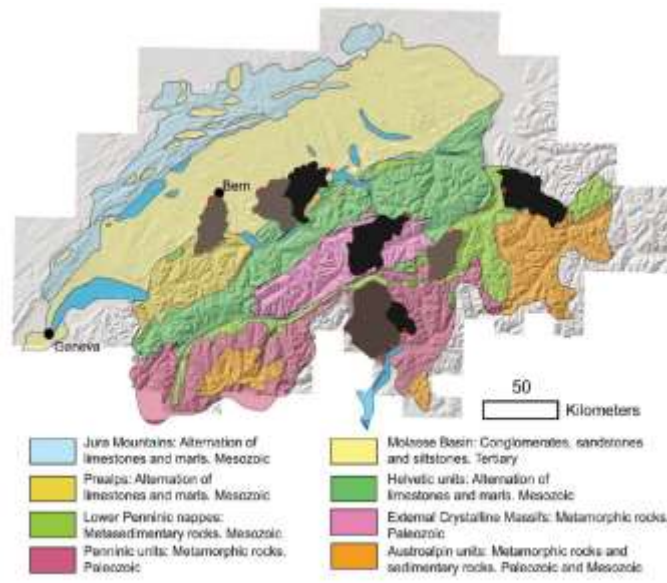 Bern
Geneva
50
Kilometers
Jura Mountains: Alternation of
limestones and marls. Mesozoic
Prealps: Alternation of
limestones and marls. Mesozoic
Lower Penninic nappes:
Metasedimentary rocks. Mesozoic
Penninic units: Metamorphic rocks.
Paleozoic
Molasse Basin: Conglomerates, sandstones
and siltstones. Tertiary
Helvetic units: Alternation of
limestones and marls. Mesozoic
External Crystalline Massifs: Metamorphic rocks.
Paleozoic
Austroalpin units: Metamorphic rocks and
sedimentary rocks. Paleozoic and Mesozoic